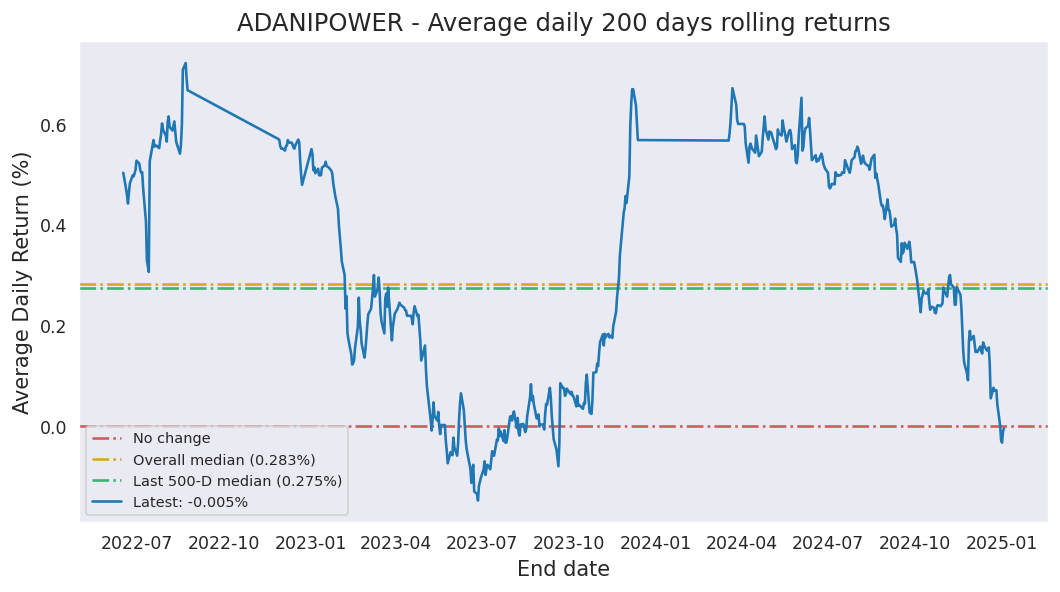 ADANIPOWER - Average daily 200 days rolling returns
Average Daily Return (%)
0.6
0.4
0.2
0.0
No change
Overall median (0.283%)
Last 500-D median (0.275%)
Latest: -0.005%
2022-07 2022-10 2023-01 2023-04 2023-07 2023-10 2024-01 2024-04 2024-07 2024-10 2025-01
End date